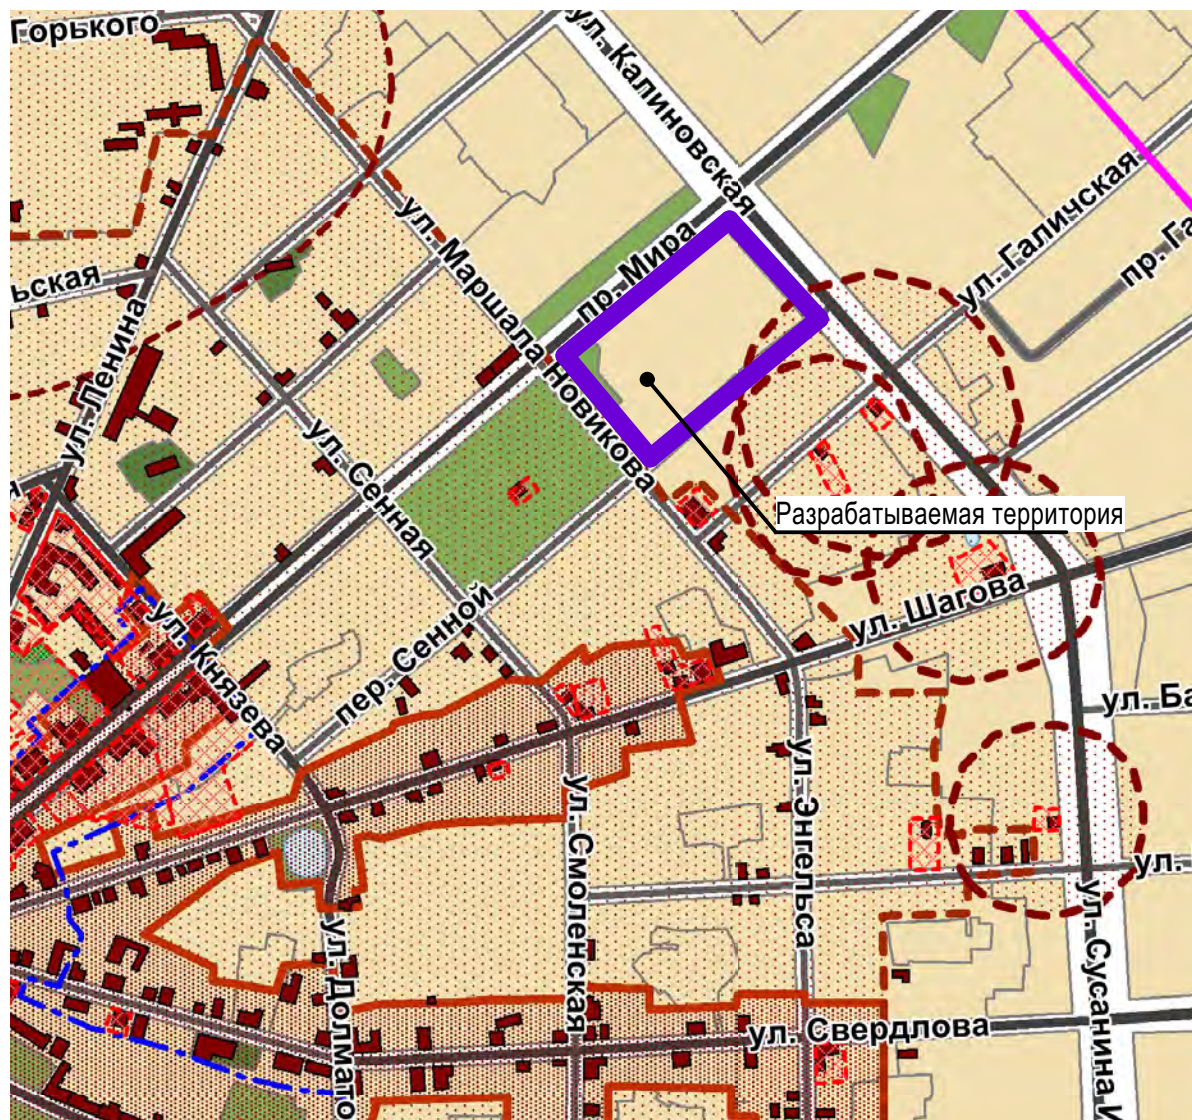 Горького
ул. Калиновская
ул. Галичская
пр. Га
ул. Маршала Новикова
пр. Мира
ьская
ул. Ленина
ул. Сенная
Разрабатываемая территория
пер. Сенной
ул. Шагова
ул. Князева
ул. Ба
ул. Энгельса
ул. Смоленская
ул.
ул. Сусанина И
ул. Долмато
ул. Свердлова